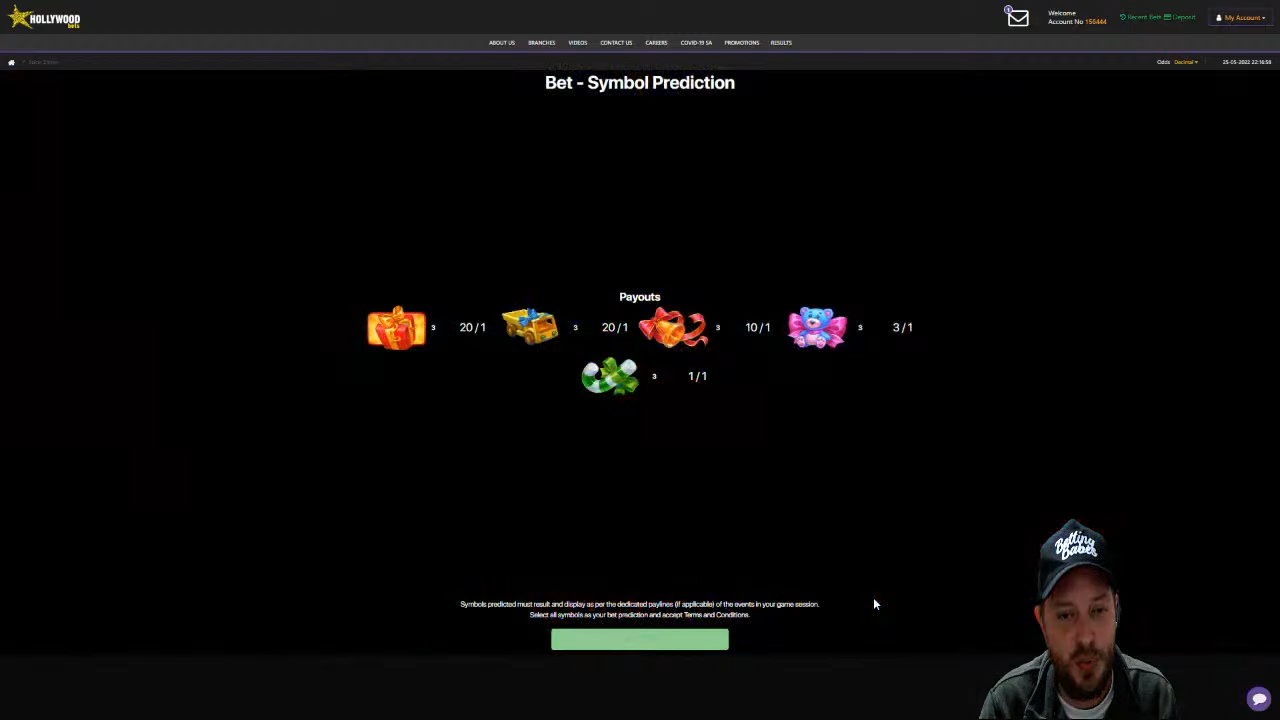 HOLLYWOOD
bets
1
Welcome
Account No 156444
Recent Bets
Deposit
My Account
ABOUT US
BRANCHES
VIDEOS
CONTACT US
CAREERS
COVID-19 SA
PROMOTIONS
RESULTS
Odds Decimal
25-05-2022 22:16:58
Bet - Symbol Prediction
Payouts
3 20 / 1
3 20 / 1
3 10 / 1
3 3 / 1
3 1 / 1
Symbols predicted must result and display as per the dedicated paylines (if applicable) of the events in your game session.
Select all symbols as your bet prediction and accept Terms and Conditions.
Betting
Babes